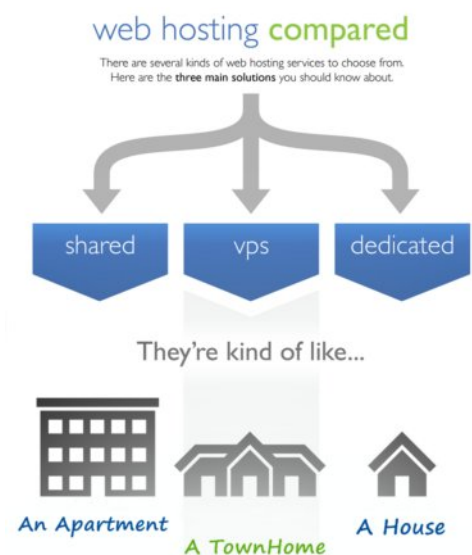 web hosting compared
There are several kinds of web hosting services to choose from.
Here are the three main solutions you should know about.
shared
vps
dedicated
They're kind of like...
An Apartment
A TownHome
A House